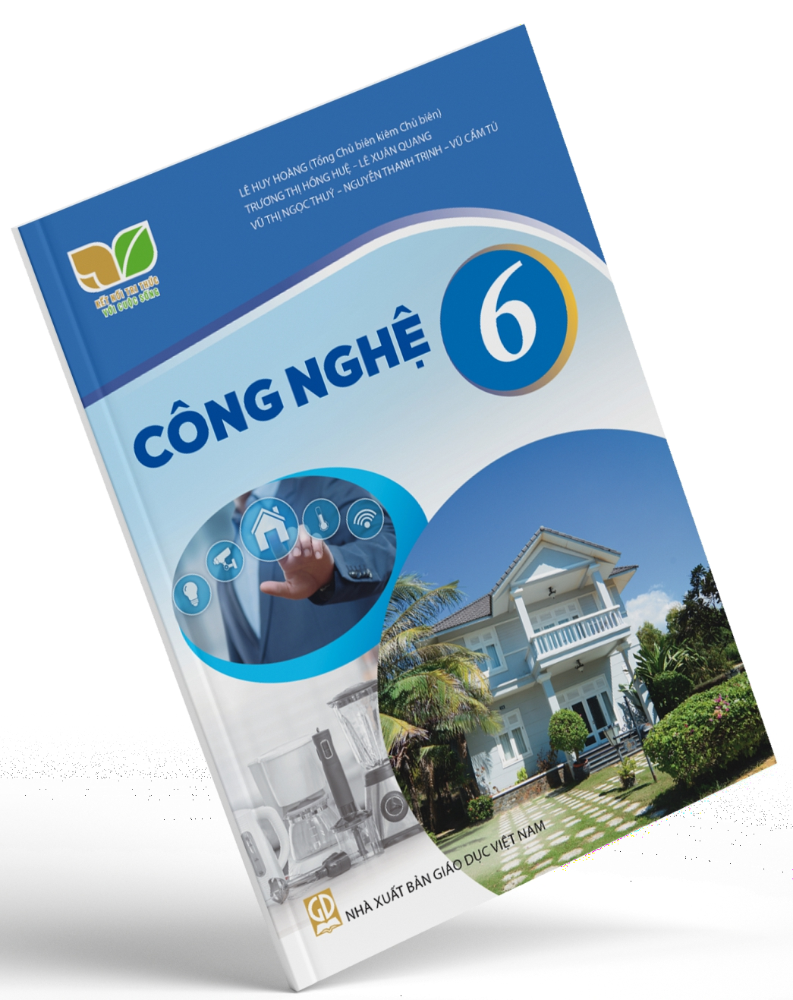 LÊ HUY HOÀNG (Tổng Chủ biên kiêm Chủ biên)
TRƯƠNG THỊ HỒNG HUỆ – LÊ XUÂN QUANG
VŨ THỊ NGỌC THUÝ – NGUYỄN THANH TRỊNH – VŨ CẨM TÚ
KẾT NỐI TRI THỨC
VỚI CUỘC SỐNG
CÔNG NGHỆ 6
GD
NHÀ XUẤT BẢN GIÁO DỤC VIỆT NAM